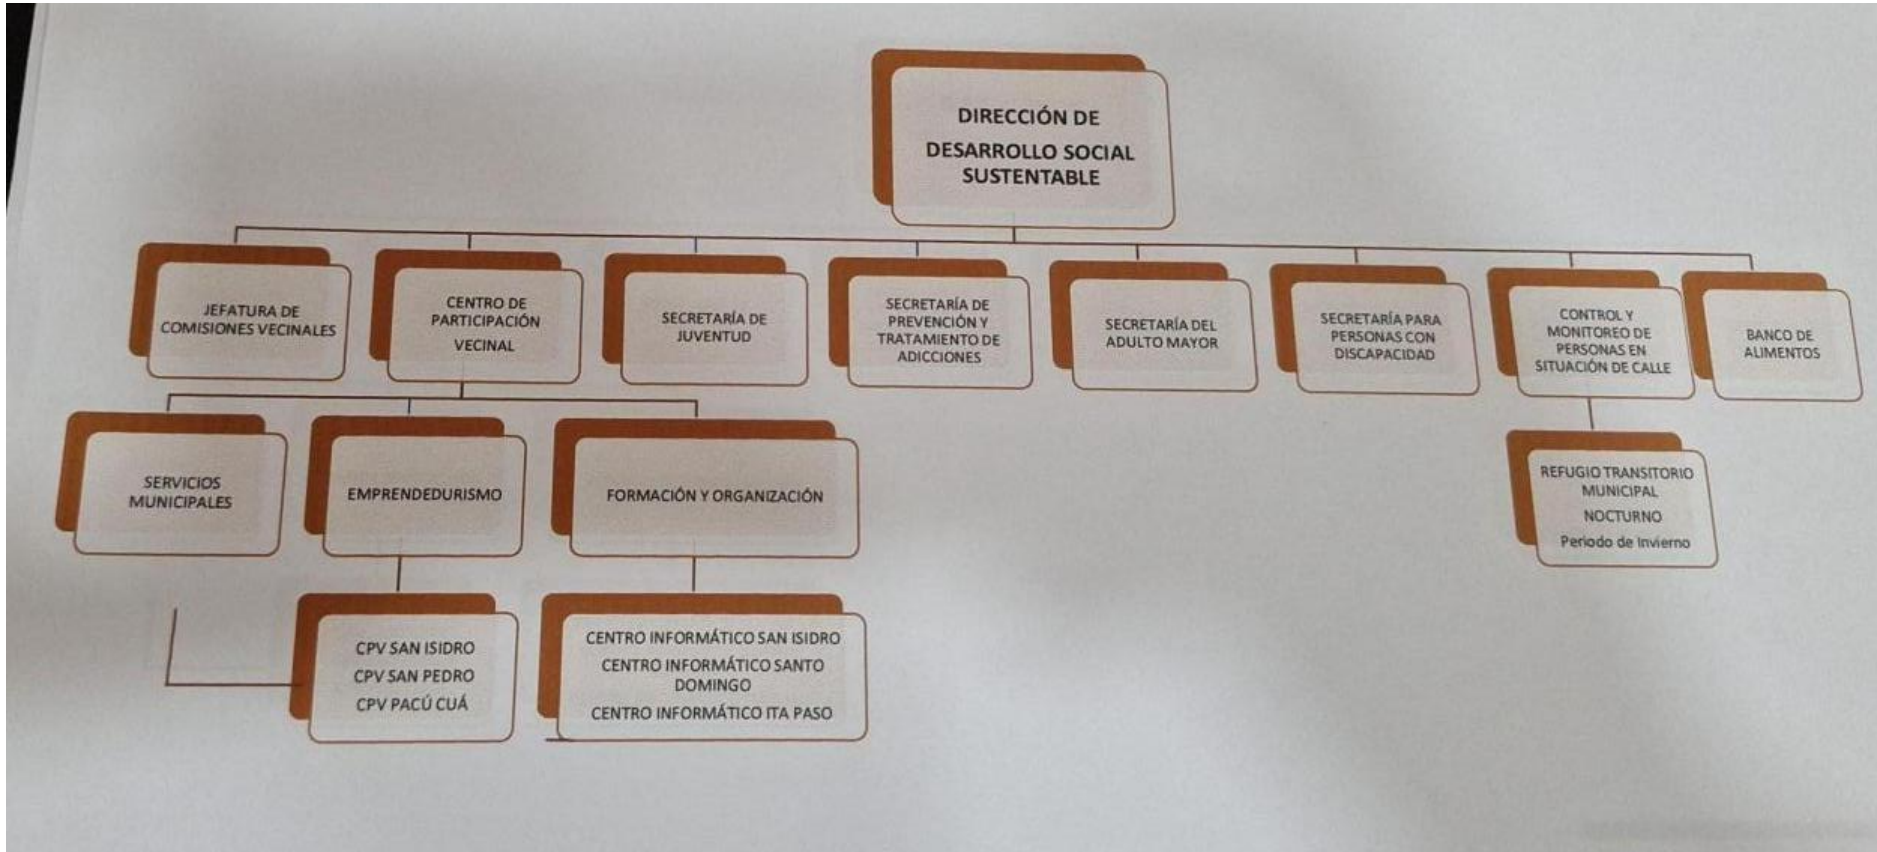 DIRECCIÓN DE
DESARROLLO SOCIAL
SUSTENTABLE
JEFATURA DE
COMISIONES VECINALES
CENTRO DE
PARTICIPACIÓN
VECINAL
SECRETARÍA DE
JUVENTUD
SECRETARÍA DE
PREVENCIÓN Y
TRATAMIENTO DE
ADICCIONES
SECRETARÍA DEL
ADULTO MAYOR
SECRETARÍA PARA
PERSONAS CON
DISCAPACIDAD
CONTROL Y
MONITOREO DE
PERSONAS EN
SITUACIÓN DE CALLE
BANCO DE
ALIMENTOS
SERVICIOS
MUNICIPALES
EMPRENDEDURISMO
FORMACIÓN Y ORGANIZACIÓN
REFUGIO TRANSITORIO
MUNICIPAL
NOCTURNO
Periodo de Invierno
CPV SAN ISIDRO
CPV SAN PEDRO
CPV PACÚ CUÁ
CENTRO INFORMÁTICO SAN ISIDRO
CENTRO INFORMÁTICO SANTO
DOMINGO
CENTRO INFORMÁTICO ITA PASO